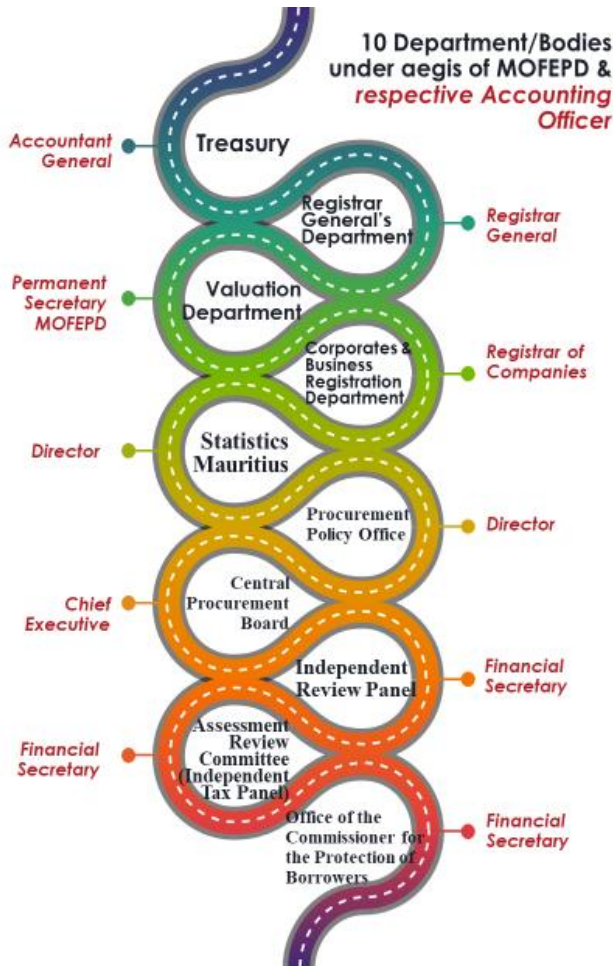 10 Department/Bodies
under aegis of MOFEPD &
respective Accounting
Officer
Accountant
General
Treasury
Registrar
General's
Department
Registrar
General
Permanent
Secretary
MOFEPD
Valuation
Department
Corporates &
Business
Registration
Department
Registrar of
Companies
Director
Statistics
Mauritius
Procurement
Policy Office
Director
Chief
Executive
Central
Procurement
Board
Independent
Review Panel
Financial
Secretary
Financial
Secretary
Assessment
Review
Committee
(Independent
Tax Panel)
Office of the
Commissioner for
the Protection of
Borrowers
Financial
Secretary